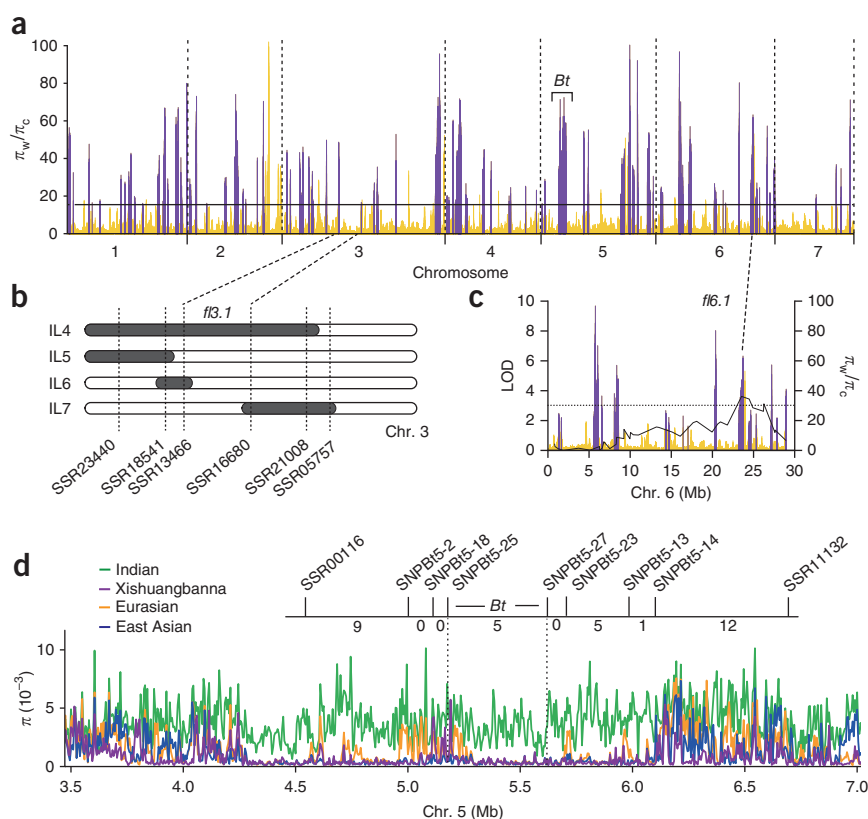 a
πw/πc
100
80
60
40
20
0
Bt
1 2 3 4 5 6 7
Chromosome
b
fl3.1
IL4
IL5
IL6
IL7
Chr. 3
SSR23440
SSR18541
SSR13466
SSR16680
SSR21008
SSR05757
c
fl6.1
LOD
10
8
6
4
2
0
100
80
60
40
20
0
πw/πc
0 5 10 15 20 25 30
Chr. 6 (Mb)
d
Indian
Xishuangbanna
Eurasian
East Asian
SSR00116
SNPBt5-2
SNPBt5-18
SNPBt5-25
SNPBt5-27
SNPBt5-23
SNPBt5-13
SNPBt5-14
SSR11132
Bt
9 0 0 5 0 5 1 12
π (10⁻³)
10
5
0
3.5 4.0 4.5 5.0 5.5 6.0 6.5 7.0
Chr. 5 (Mb)